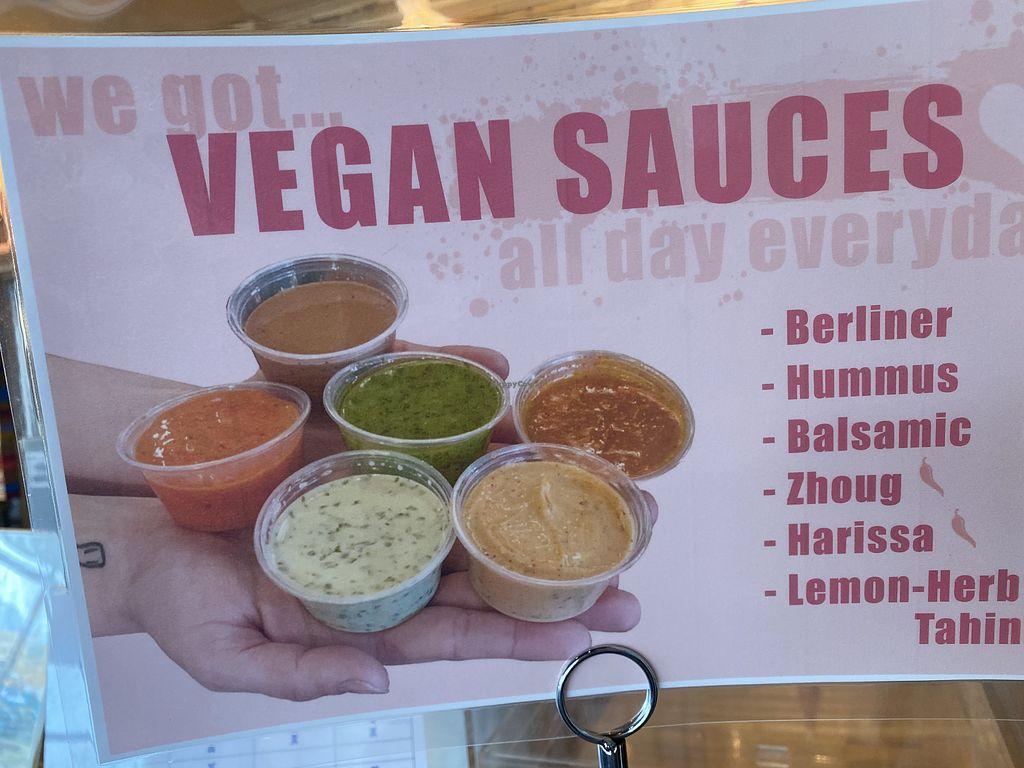 we got...
VEGAN SAUCES
all day everyda
- Berliner
- Hummus
- Balsamic
- Zhoug
- Harissa
- Lemon-Herb
Tahin